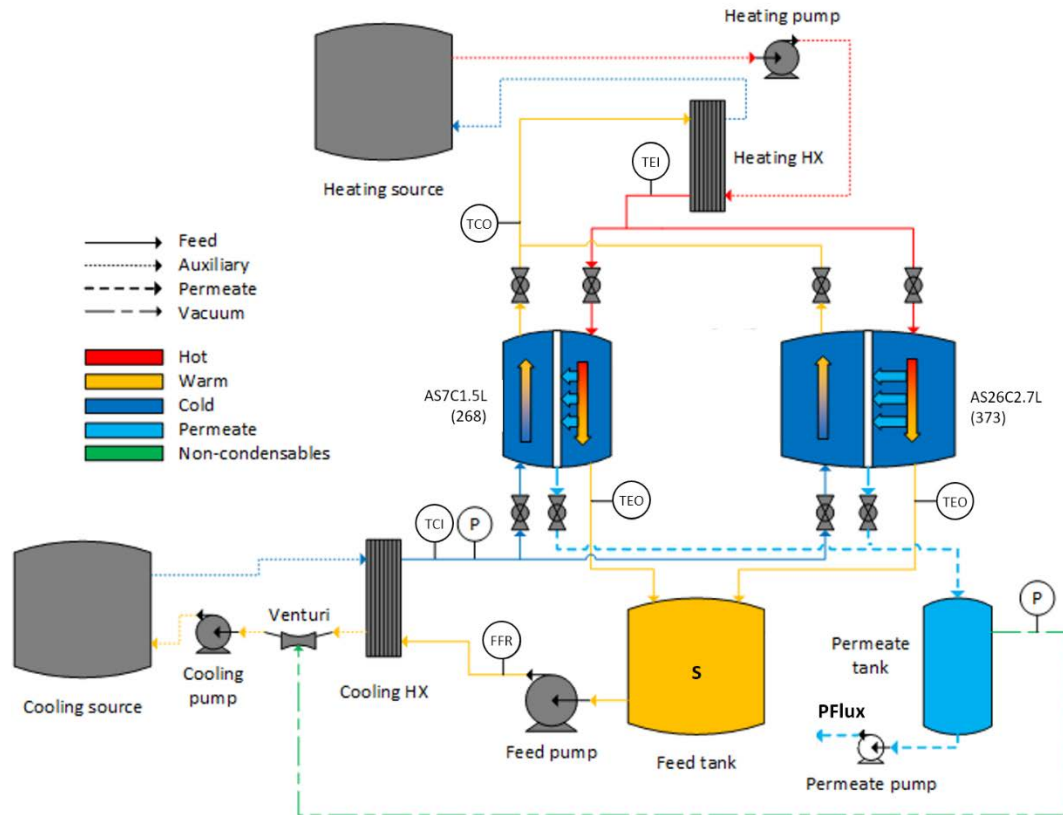 Heating pump
Heating source
TEI
Heating HX
TCO
Feed
Auxiliary
Permeate
Vacuum
Hot
Warm
Cold
Permeate
Non-condensables
AS7C1.5L
(268)
AS26C2.7L
(373)
TEO
TEO
TCI
P
Venturi
FFR
Cooling source
Cooling
pump
Cooling HX
Feed pump
S
Feed tank
Permeate
tank
P
PFlux
Permeate pump